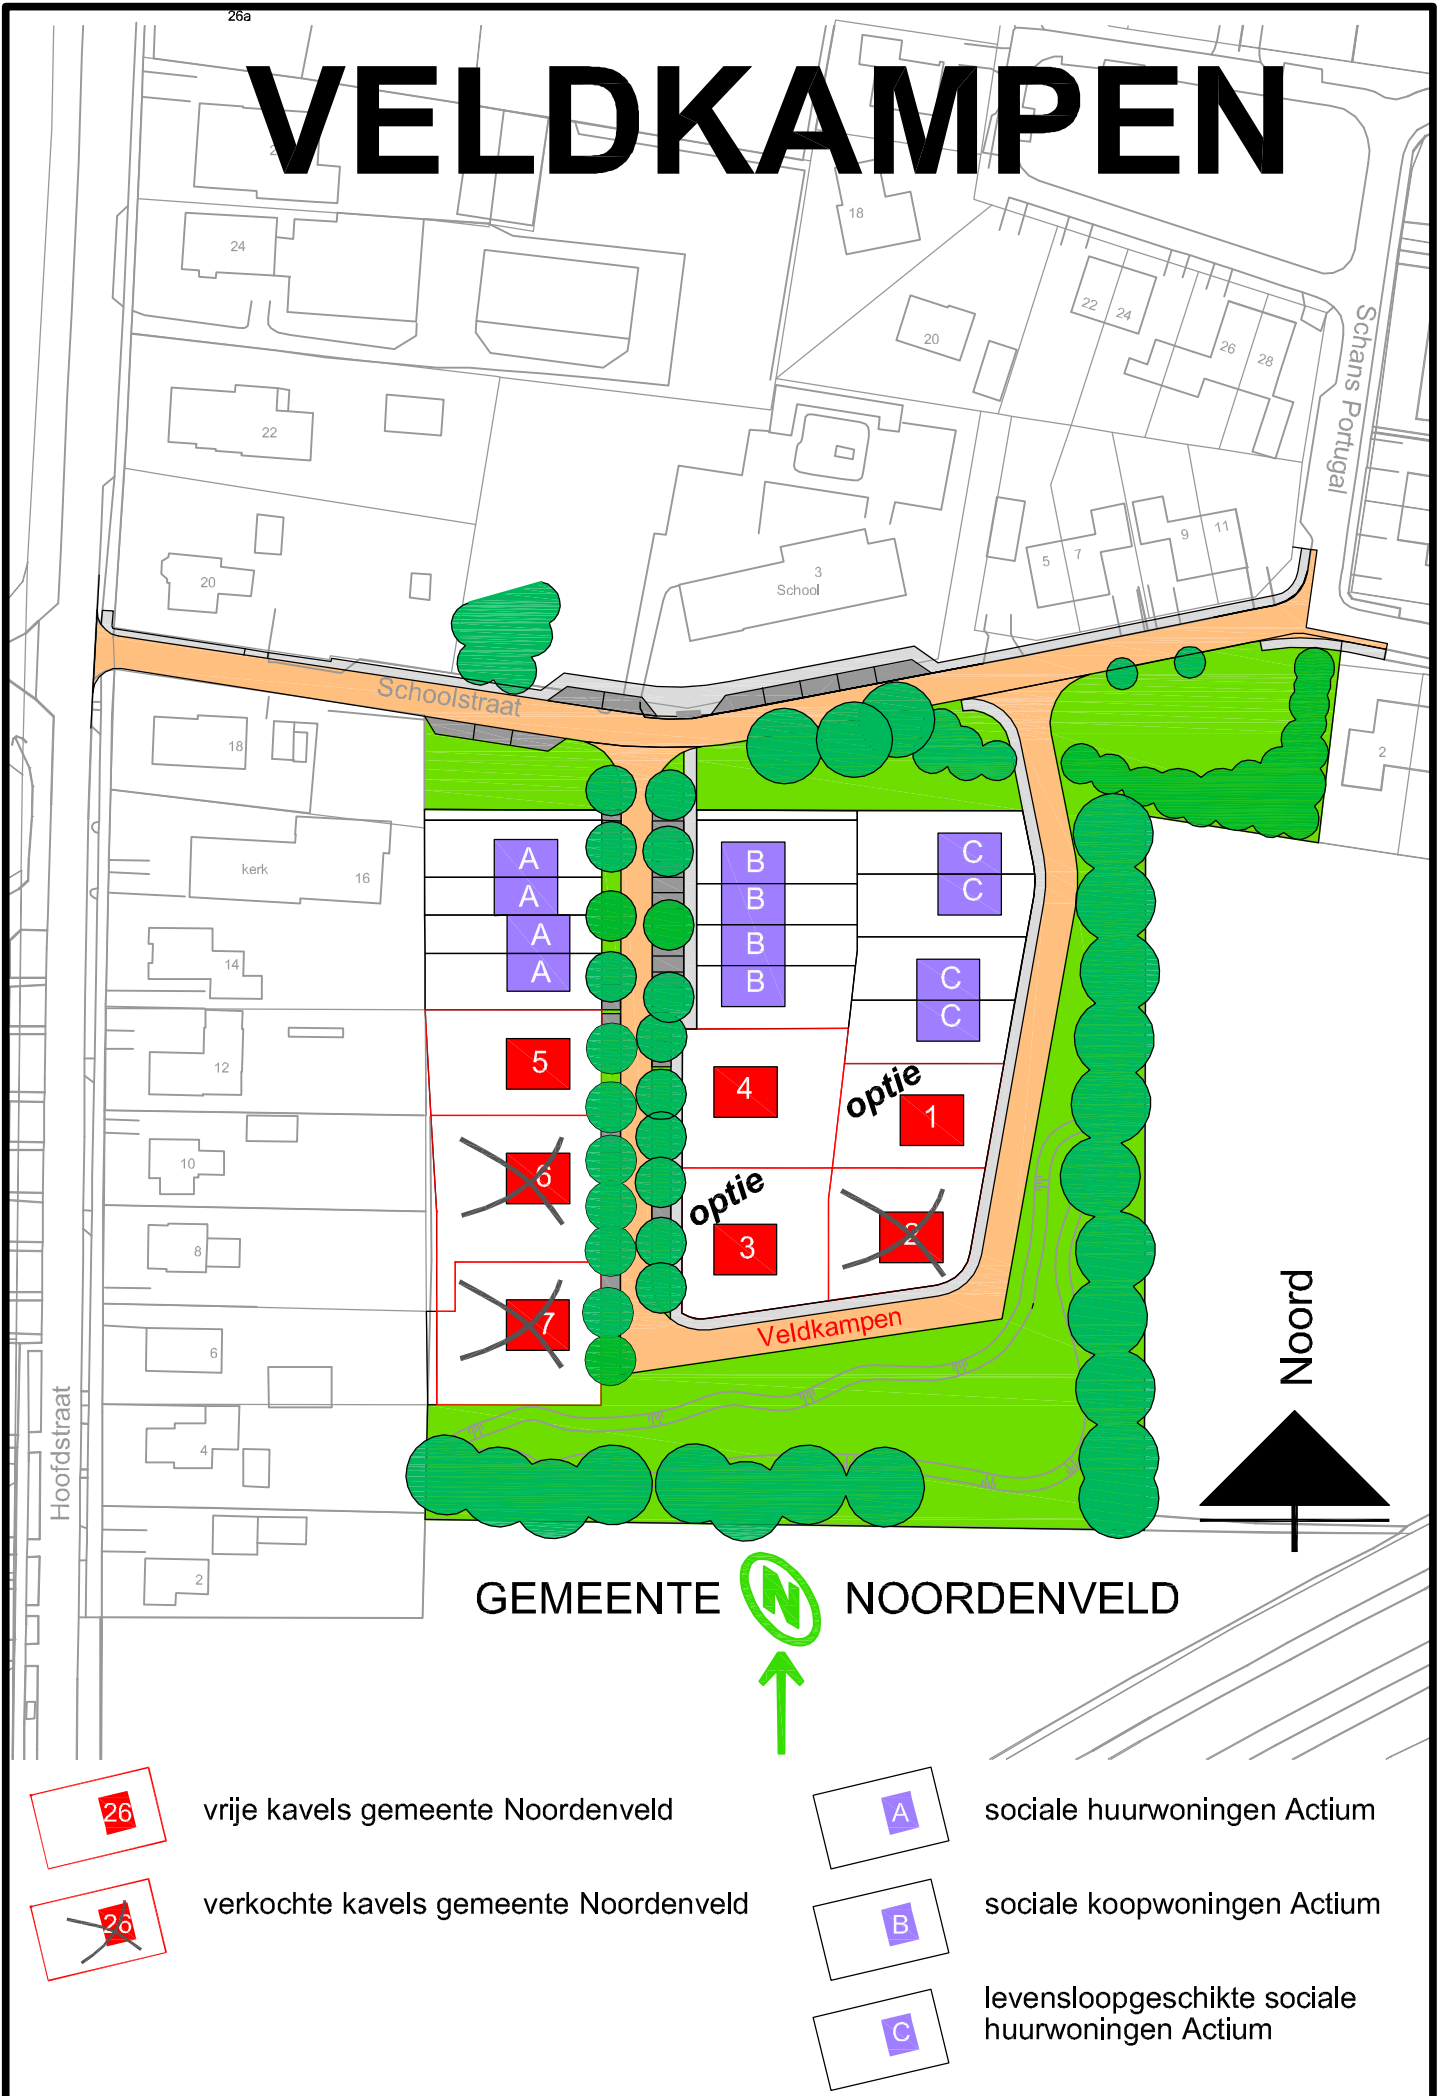 26a
VELDKAMPEN
24
18
22
24
20
26
28
Schans Portugal
22
20
3
School
5
7
9
11
Schoolstraat
18
2
kerk
16
A
A
A
A
B
B
B
B
C
C
C
C
14
12
5
4
optie
1
10
6
optie
3
2
8
7
Veldkampen
6
Noord
Hoofdstraat
4
2
GEMEENTE N NOORDENVELD
26 vrije kavels gemeente Noordenveld
26 verkochte kavels gemeente Noordenveld
A sociale huurwoningen Actium
B sociale koopwoningen Actium
C levensloopgeschikte sociale
huurwoningen Actium